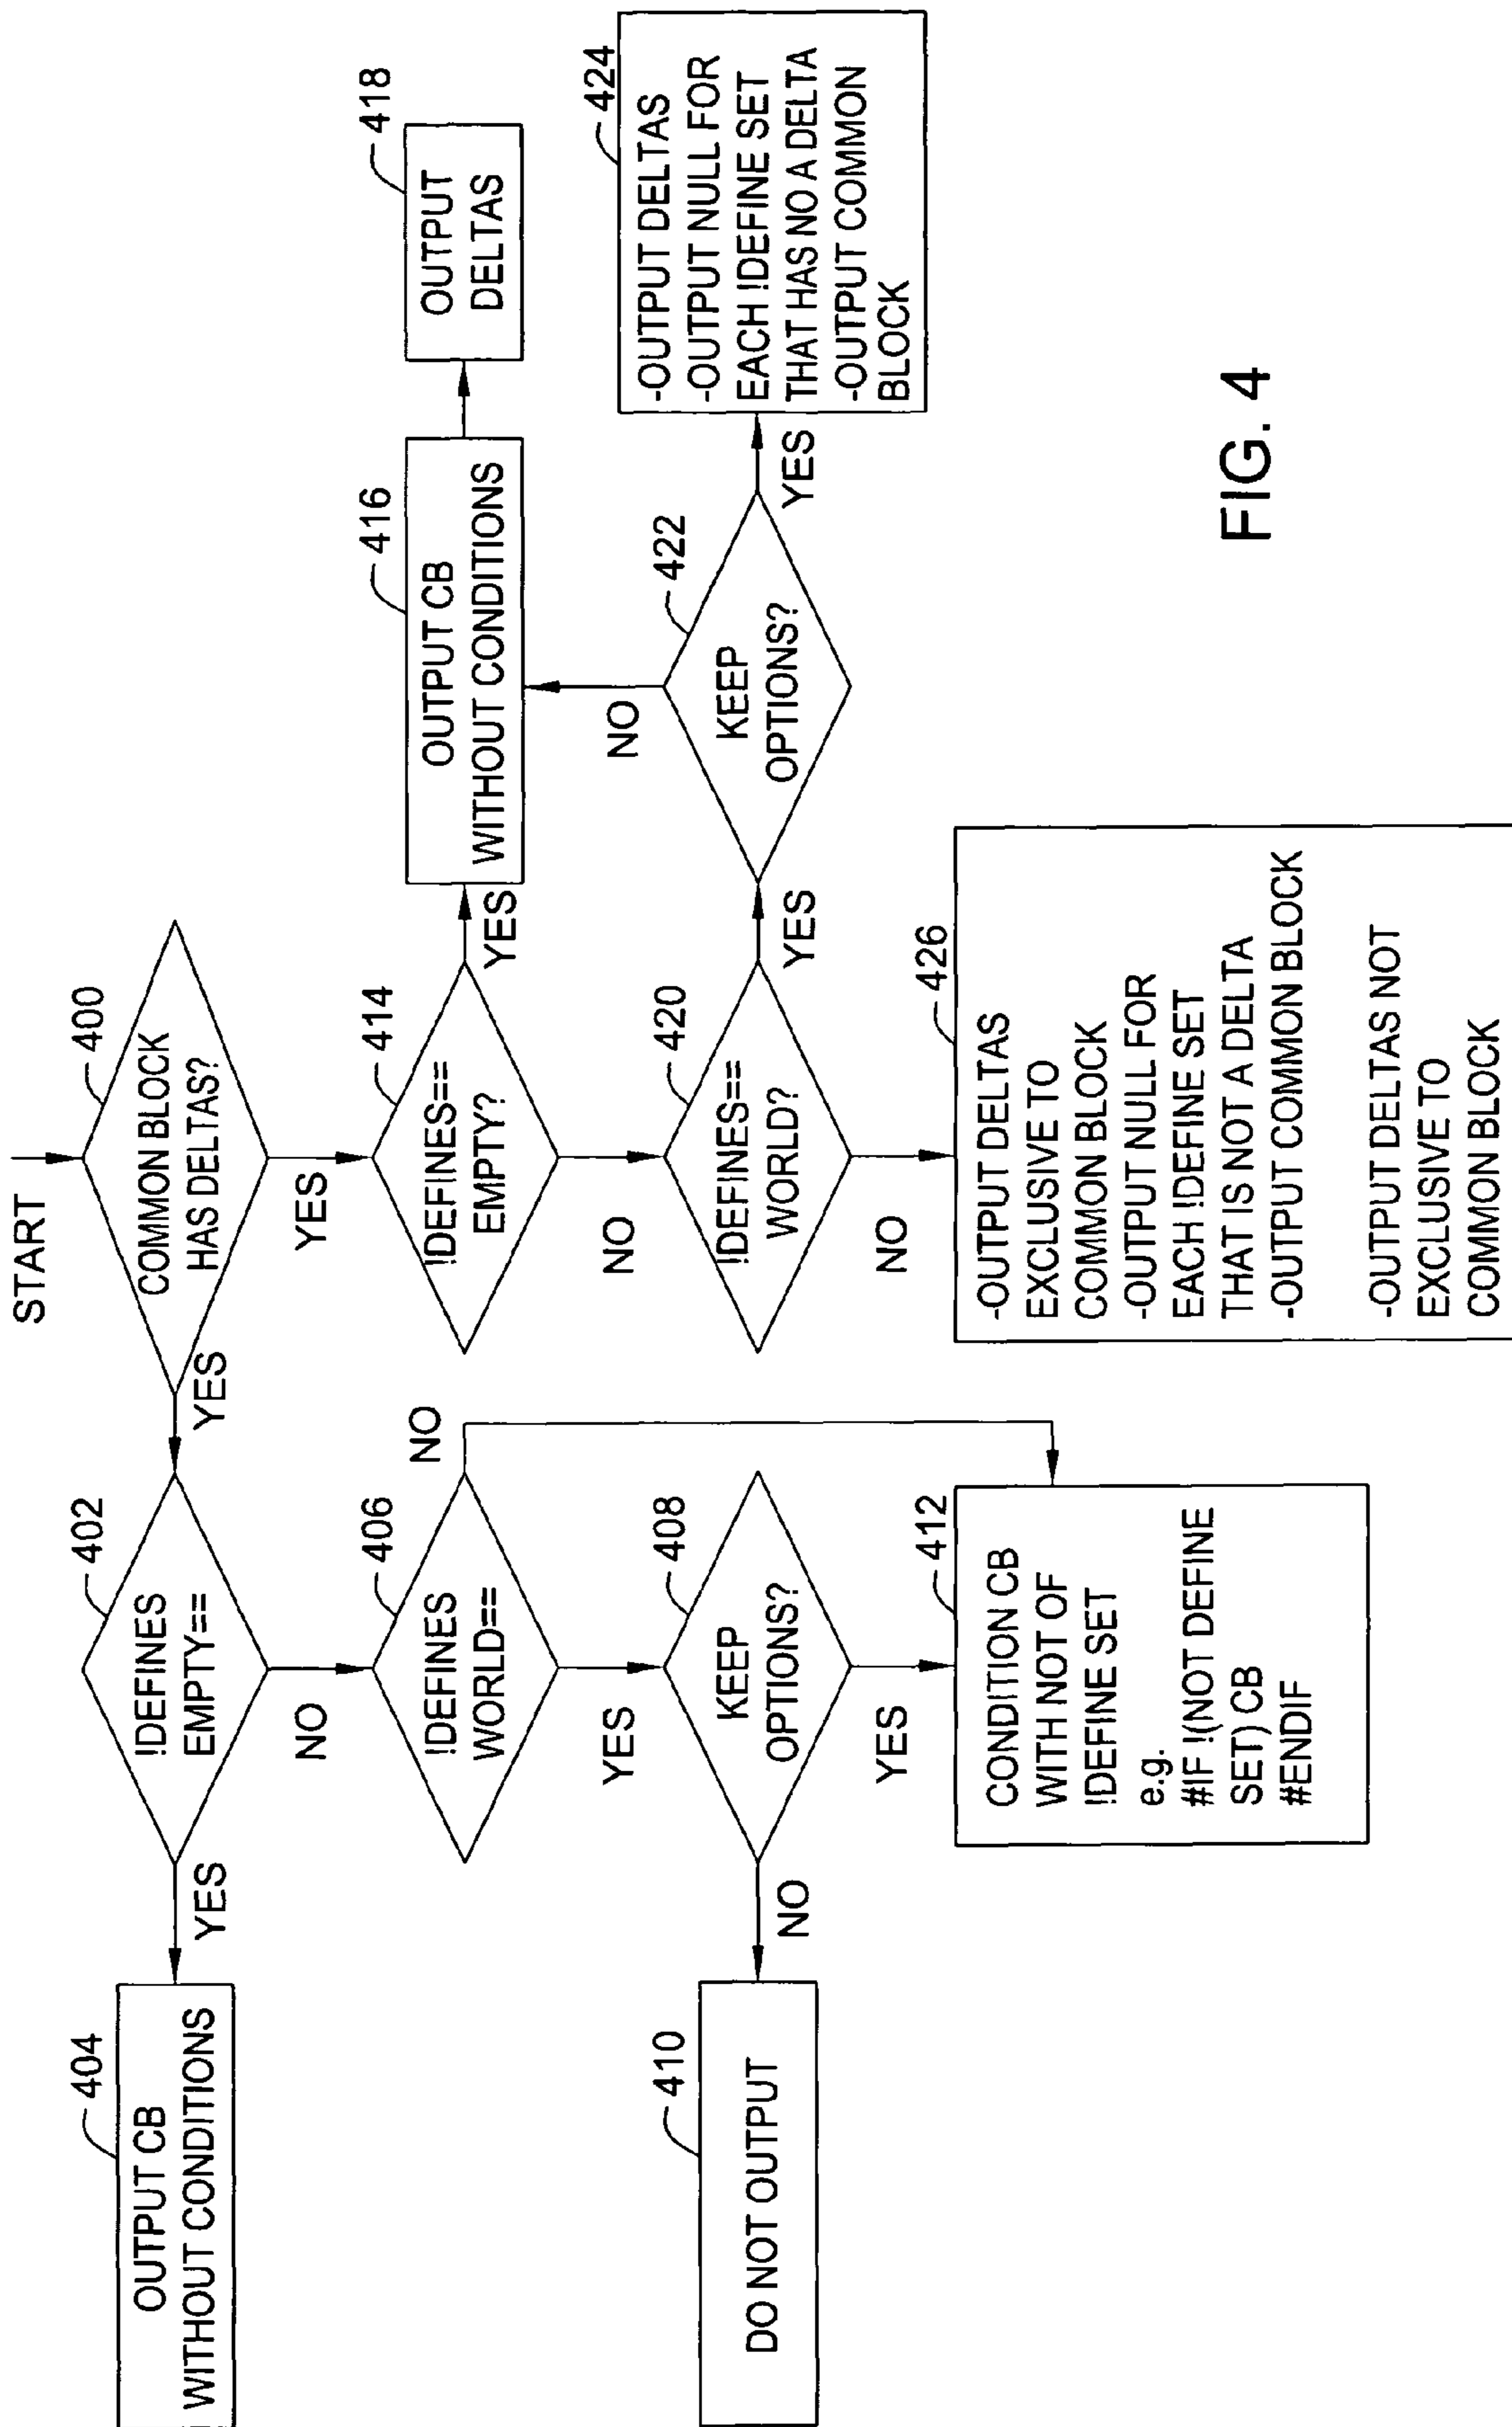 START
400
COMMON BLOCK
HAS DELTAS?
YES
YES
402
!DEFINES
EMPTY==
YES
NO
404
OUTPUT CB
WITHOUT CONDITIONS
406
!DEFINES
WORLD==
NO
YES
408
KEEP
OPTIONS?
NO
YES
410
DO NOT OUTPUT
412
CONDITION CB
WITH NOT OF
!DEFINE SET
e.g.
#IF !(NOT DEFINE
SET) CB
#ENDIF
414
!DEFINES==
EMPTY?
YES
NO
416
OUTPUT CB
WITHOUT CONDITIONS
418
OUTPUT
DELTAS
420
!DEFINES==
WORLD?
YES
NO
422
KEEP
OPTIONS?
NO
YES
424
-OUTPUT DELTAS
-OUTPUT NULL FOR
EACH !DEFINE SET
THAT HAS NO A DELTA
-OUTPUT COMMON
BLOCK
426
-OUTPUT DELTAS
EXCLUSIVE TO
COMMON BLOCK
-OUTPUT NULL FOR
EACH !DEFINE SET
THAT IS NOT A DELTA
-OUTPUT COMMON BLOCK
-OUTPUT DELTAS NOT
EXCLUSIVE TO
COMMON BLOCK
FIG. 4